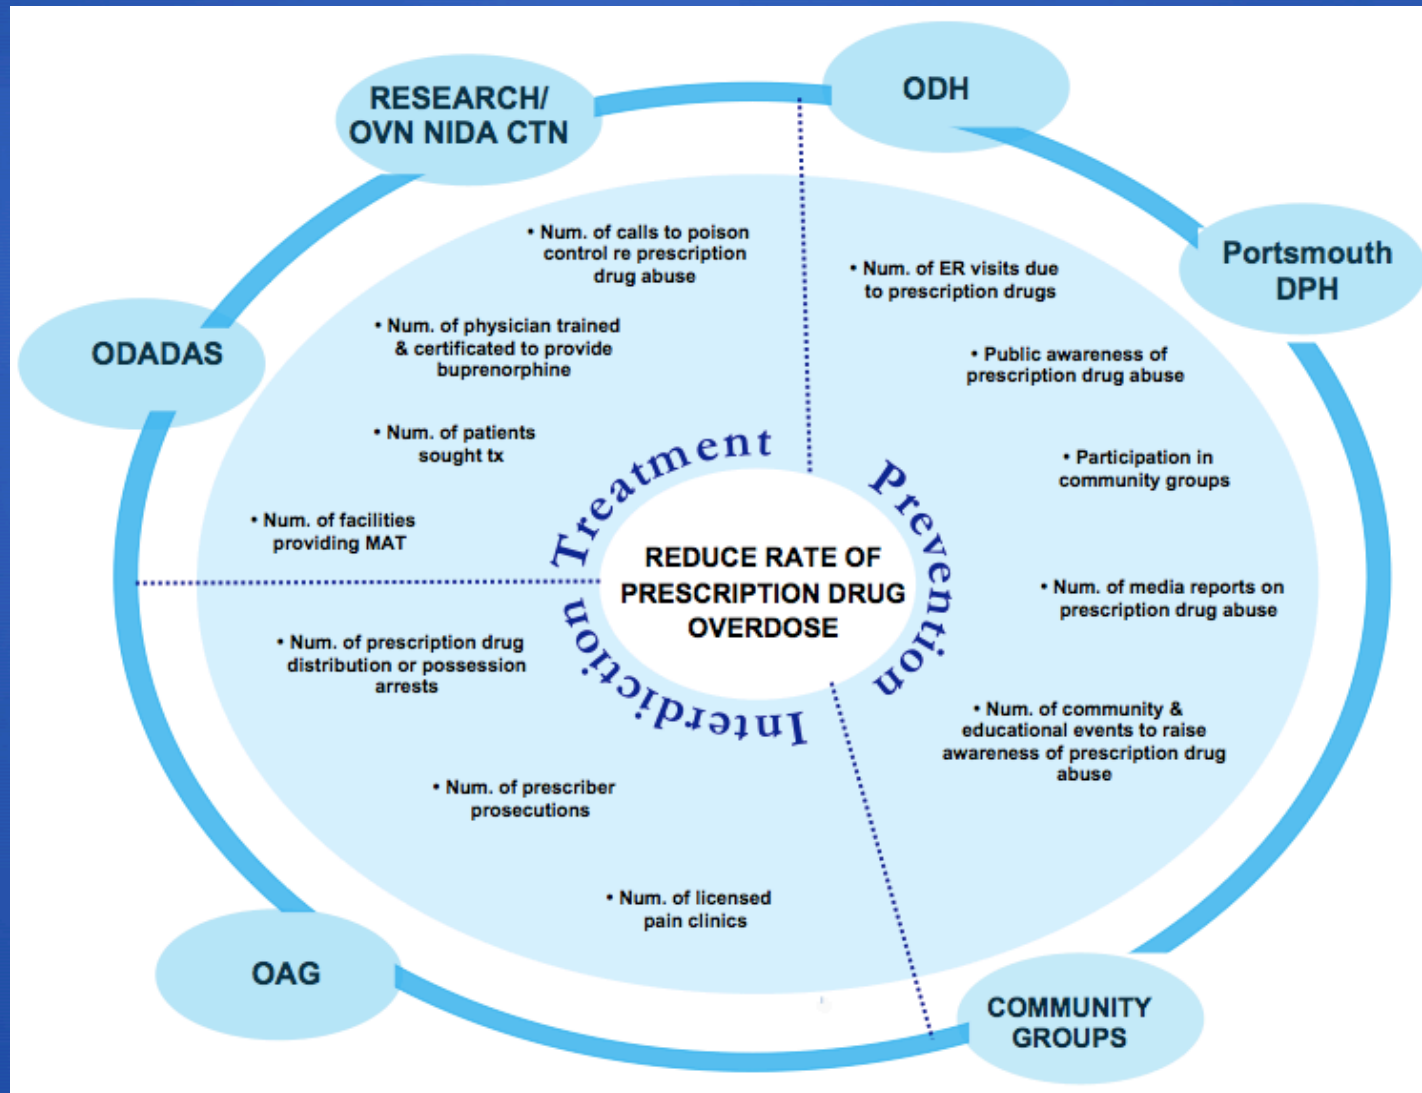 RESEARCH/
OVN NIDA CTN
ODH
Portsmouth
DPH
ODADAS
OAG
COMMUNITY
GROUPS
Treatment
• Num. of calls to poison
control re prescription
drug abuse
• Num. of physician trained
& certificated to provide
buprenorphine
• Num. of patients
sought tx
• Num. of facilities
providing MAT
Prevention
• Num. of ER visits due
to prescription drugs
• Public awareness of
prescription drug abuse
• Participation in
community groups
• Num. of media reports on
prescription drug abuse
• Num. of community &
educational events to raise
awareness of prescription drug
abuse
Interdiction
• Num. of prescription drug
distribution or possession
arrests
• Num. of prescriber
prosecutions
• Num. of licensed
pain clinics
REDUCE RATE OF
PRESCRIPTION DRUG
OVERDOSE